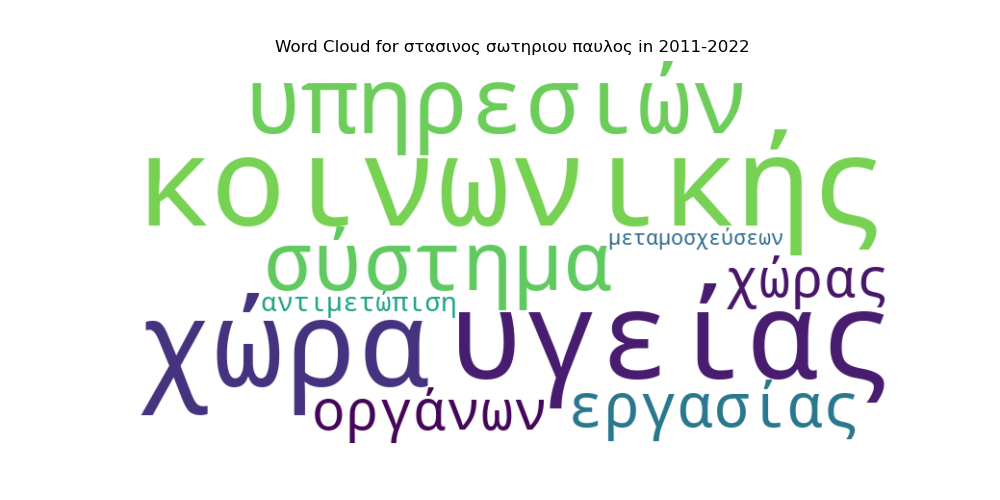 Word Cloud for στασινος σωτηριου παυλος in 2011-2022
υπηρεσιών
κοινωνικής
μεταμοσχεύσεων
σύστημα
χώρας
αντιμετώπιση
χώρα υγείας
οργάνων εργασίας